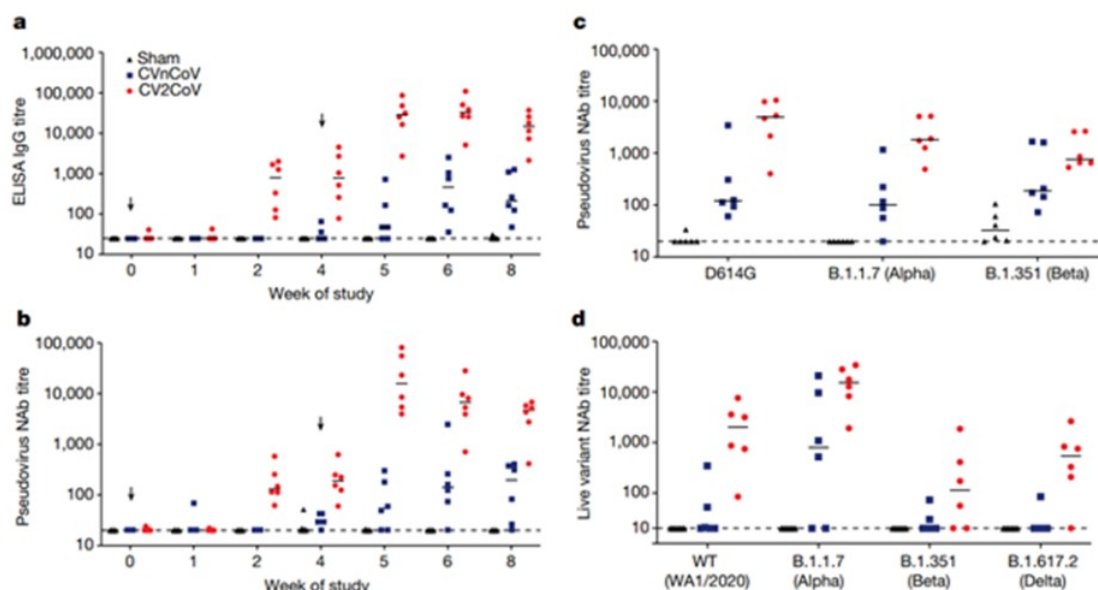 a
1,000,000
100,000
10,000
1,000
100
10
ELISA IgG titre
Sham
CVnCoV
CV2CoV
0 1 2 4 5 6 8
Week of study
b
100,000
10,000
1,000
100
10
Pseudovirus NAb titre
0 1 2 4 5 6 8
Week of study
c
100,000
10,000
1,000
100
10
Pseudovirus NAb titre
D614G B.1.1.7 (Alpha) B.1.351 (Beta)
d
100,000
10,000
1,000
100
10
Live variant NAb titre
WT B.1.1.7 B.1.351 B.1.617.2
(WA1/2020) (Alpha) (Beta) (Delta)